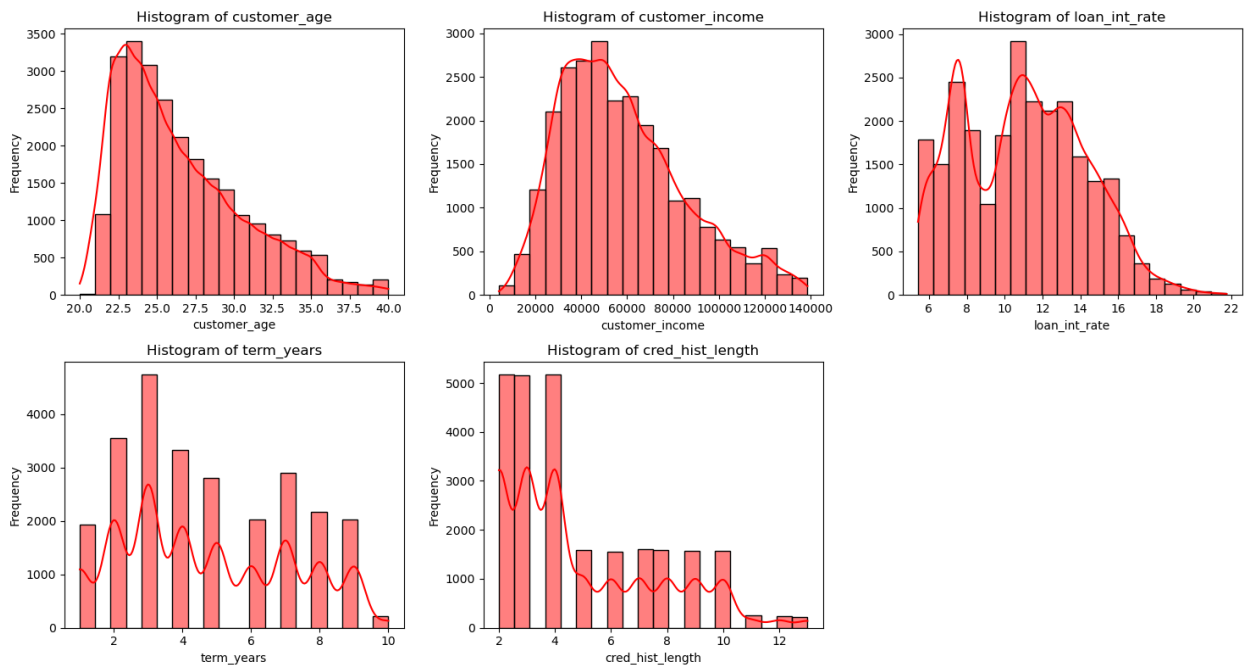 Histogram of customer_age
Frequency
3500
3000
2500
2000
1500
1000
500
0
20.0 22.5 25.0 27.5 30.0 32.5 35.0 37.5 40.0
customer_age
Histogram of customer_income
Frequency
3000
2500
2000
1500
1000
500
0
0 20000 40000 60000 80000 100000 120000 140000
customer_income
Histogram of loan_int_rate
Frequency
3000
2500
2000
1500
1000
500
0
6 8 10 12 14 16 18 20 22
loan_int_rate
Histogram of term_years
Frequency
4000
3000
2000
1000
0
2 4 6 8 10
term_years
Histogram of cred_hist_length
Frequency
5000
4000
3000
2000
1000
0
2 4 6 8 10 12
cred_hist_length